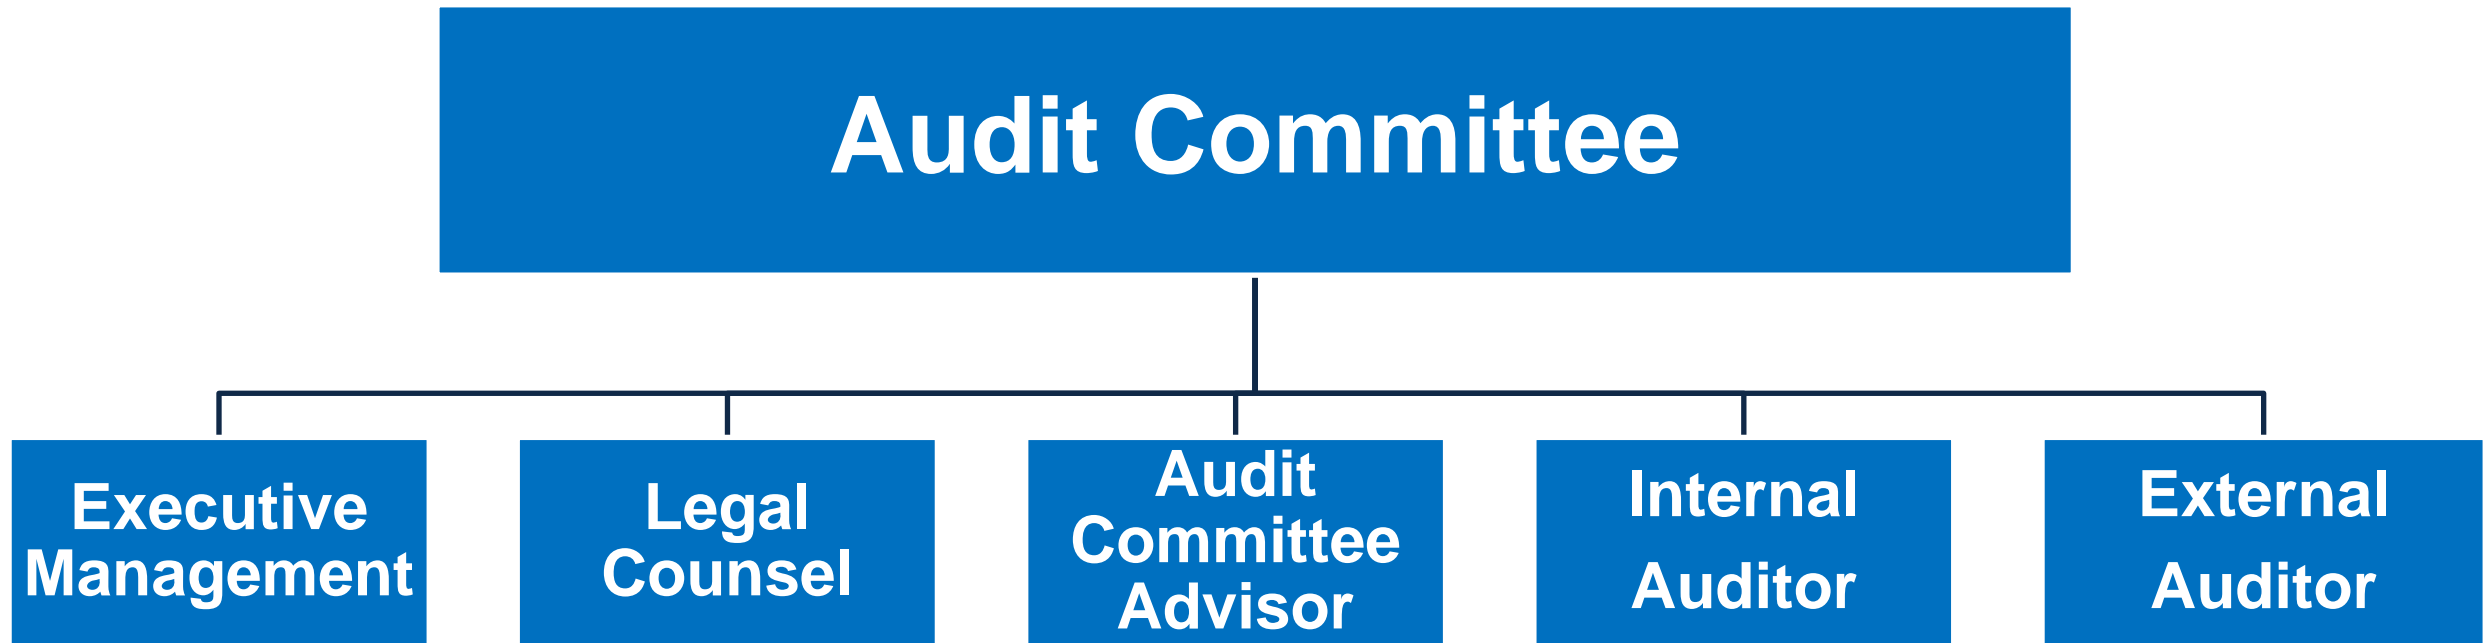 Audit Committee
Executive
Management
Legal
Counsel
Audit
Committee
Advisor
Internal
Auditor
External
Auditor